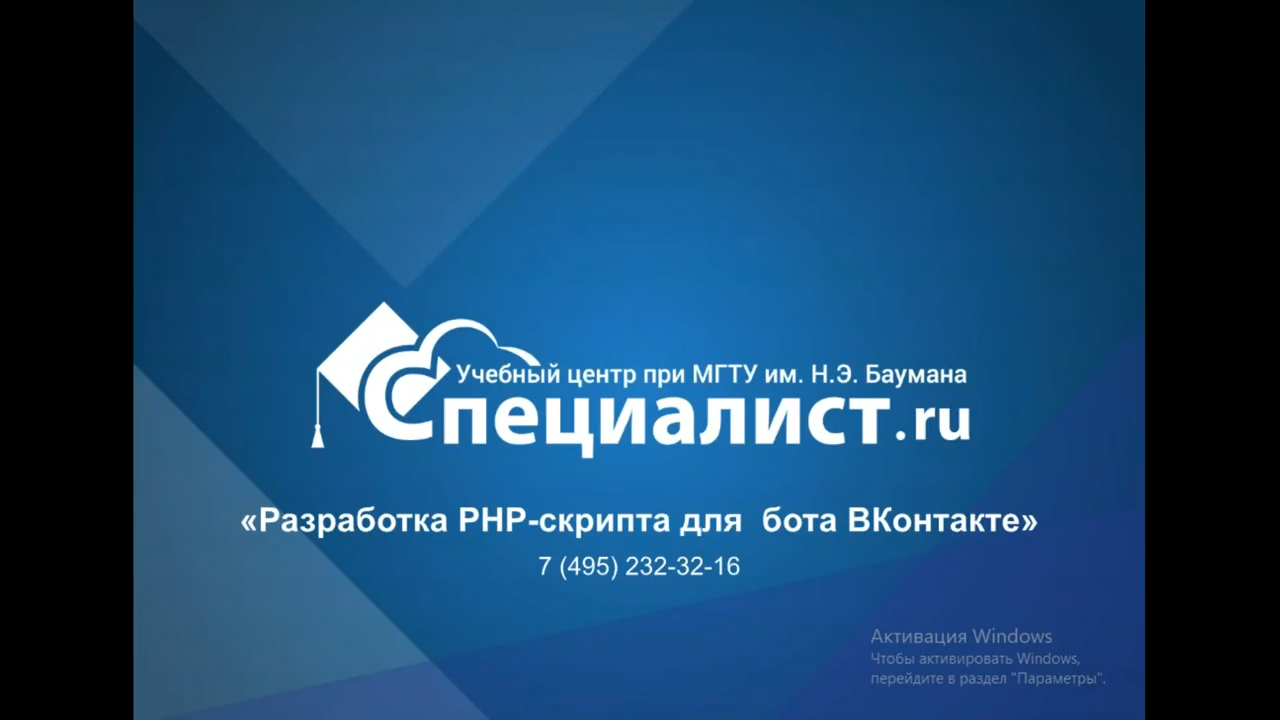 Учебный центр при МГТУ им. Н.Э. Баумана
Специалист.ru
«Разработка PHP-скрипта для бота ВКонтакте»
7 (495) 232-32-16
Активация Windows
Чтобы активировать Windows,
перейдите в раздел "Параметры".